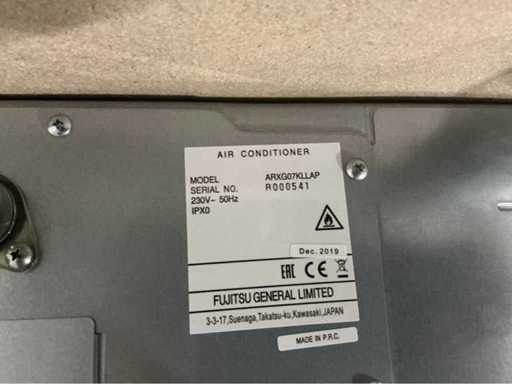 AIR CONDITIONER
MODEL ARXG07KLLAP
SERIAL NO. R000541
230V~ 50Hz
IPX0
Dec. 2019
EAC CE
FUJITSU GENERAL LIMITED
3-3-17,Suenaga,Takatsu-ku,Kawasaki,JAPAN
MADE IN P.R.C.